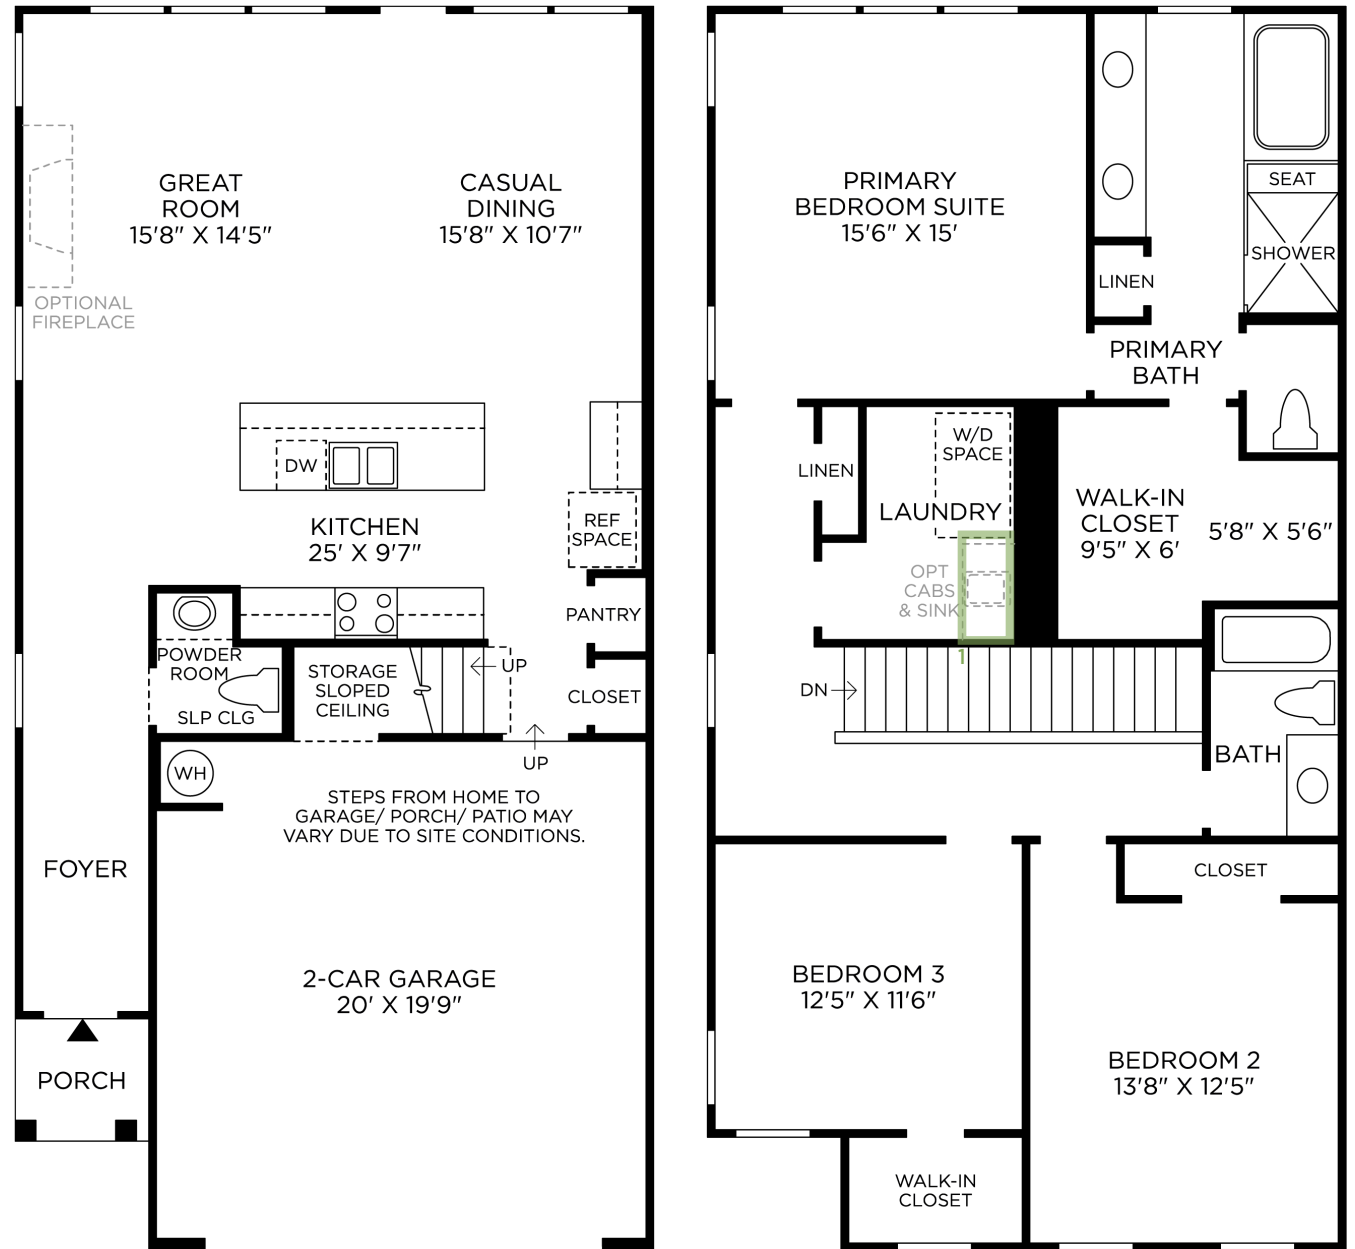 GREAT
ROOM
15'8" X 14'5"
CASUAL
DINING
15'8" X 10'7"
OPTIONAL
FIREPLACE
DW
KITCHEN
25' X 9'7"
REF
SPACE
PANTRY
POWDER
ROOM
SLP CLG
STORAGE
SLOPED
CEILING
UP
CLOSET
UP
WH
STEPS FROM HOME TO
GARAGE/ PORCH/ PATIO MAY
VARY DUE TO SITE CONDITIONS.
FOYER
2-CAR GARAGE
20' X 19'9"
PORCH
PRIMARY
BEDROOM SUITE
15'6" X 15'
SEAT
SHOWER
LINEN
PRIMARY
BATH
W/D
SPACE
LINEN
LAUNDRY
WALK-IN
CLOSET
9'5" X 6'
5'8" X 5'6"
OPT
CABS
& SINK
1
DN
BATH
CLOSET
BEDROOM 3
12'5" X 11'6"
BEDROOM 2
13'8" X 12'5"
WALK-IN
CLOSET